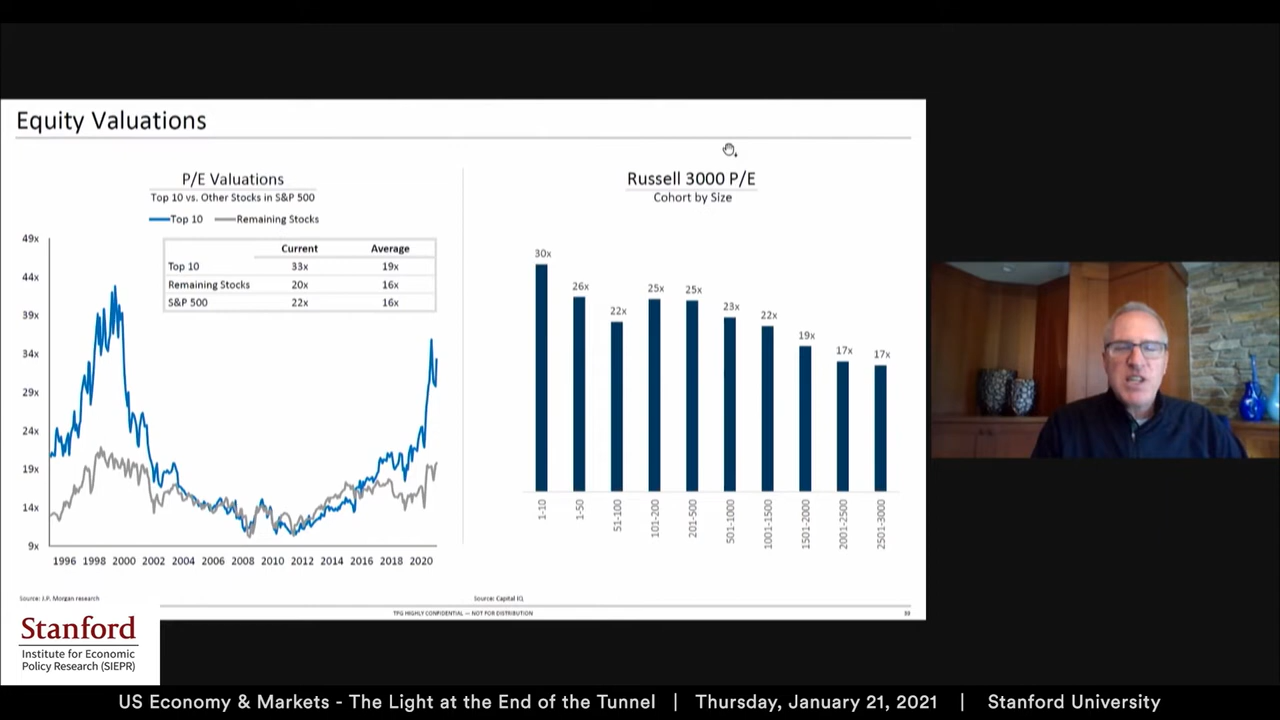 Equity Valuations
P/E Valuations
Top 10 vs. Other Stocks in S&P 500
Top 10 Remaining Stocks
Current Average
Top 10 33x 19x
Remaining Stocks 20x 16x
S&P 500 22x 16x
49x
44x
39x
34x
29x
24x
19x
14x
9x
1996 1998 2000 2002 2004 2006 2008 2010 2012 2014 2016 2018 2020
Source: J.P. Morgan research
Russell 3000 P/E
Cohort by Size
30x
26x
22x
25x
25x
23x
22x
19x
17x
17x
1-10
1-50
51-100
101-200
201-500
501-1000
1001-1500
1501-2000
2001-2500
2501-3000
Source: Capital IQ
TPG HIGHLY CONFIDENTIAL — NOT FOR DISTRIBUTION
Stanford
Institute for Economic
Policy Research (SIEPR)
US Economy & Markets - The Light at the End of the Tunnel | Thursday, January 21, 2021 | Stanford University